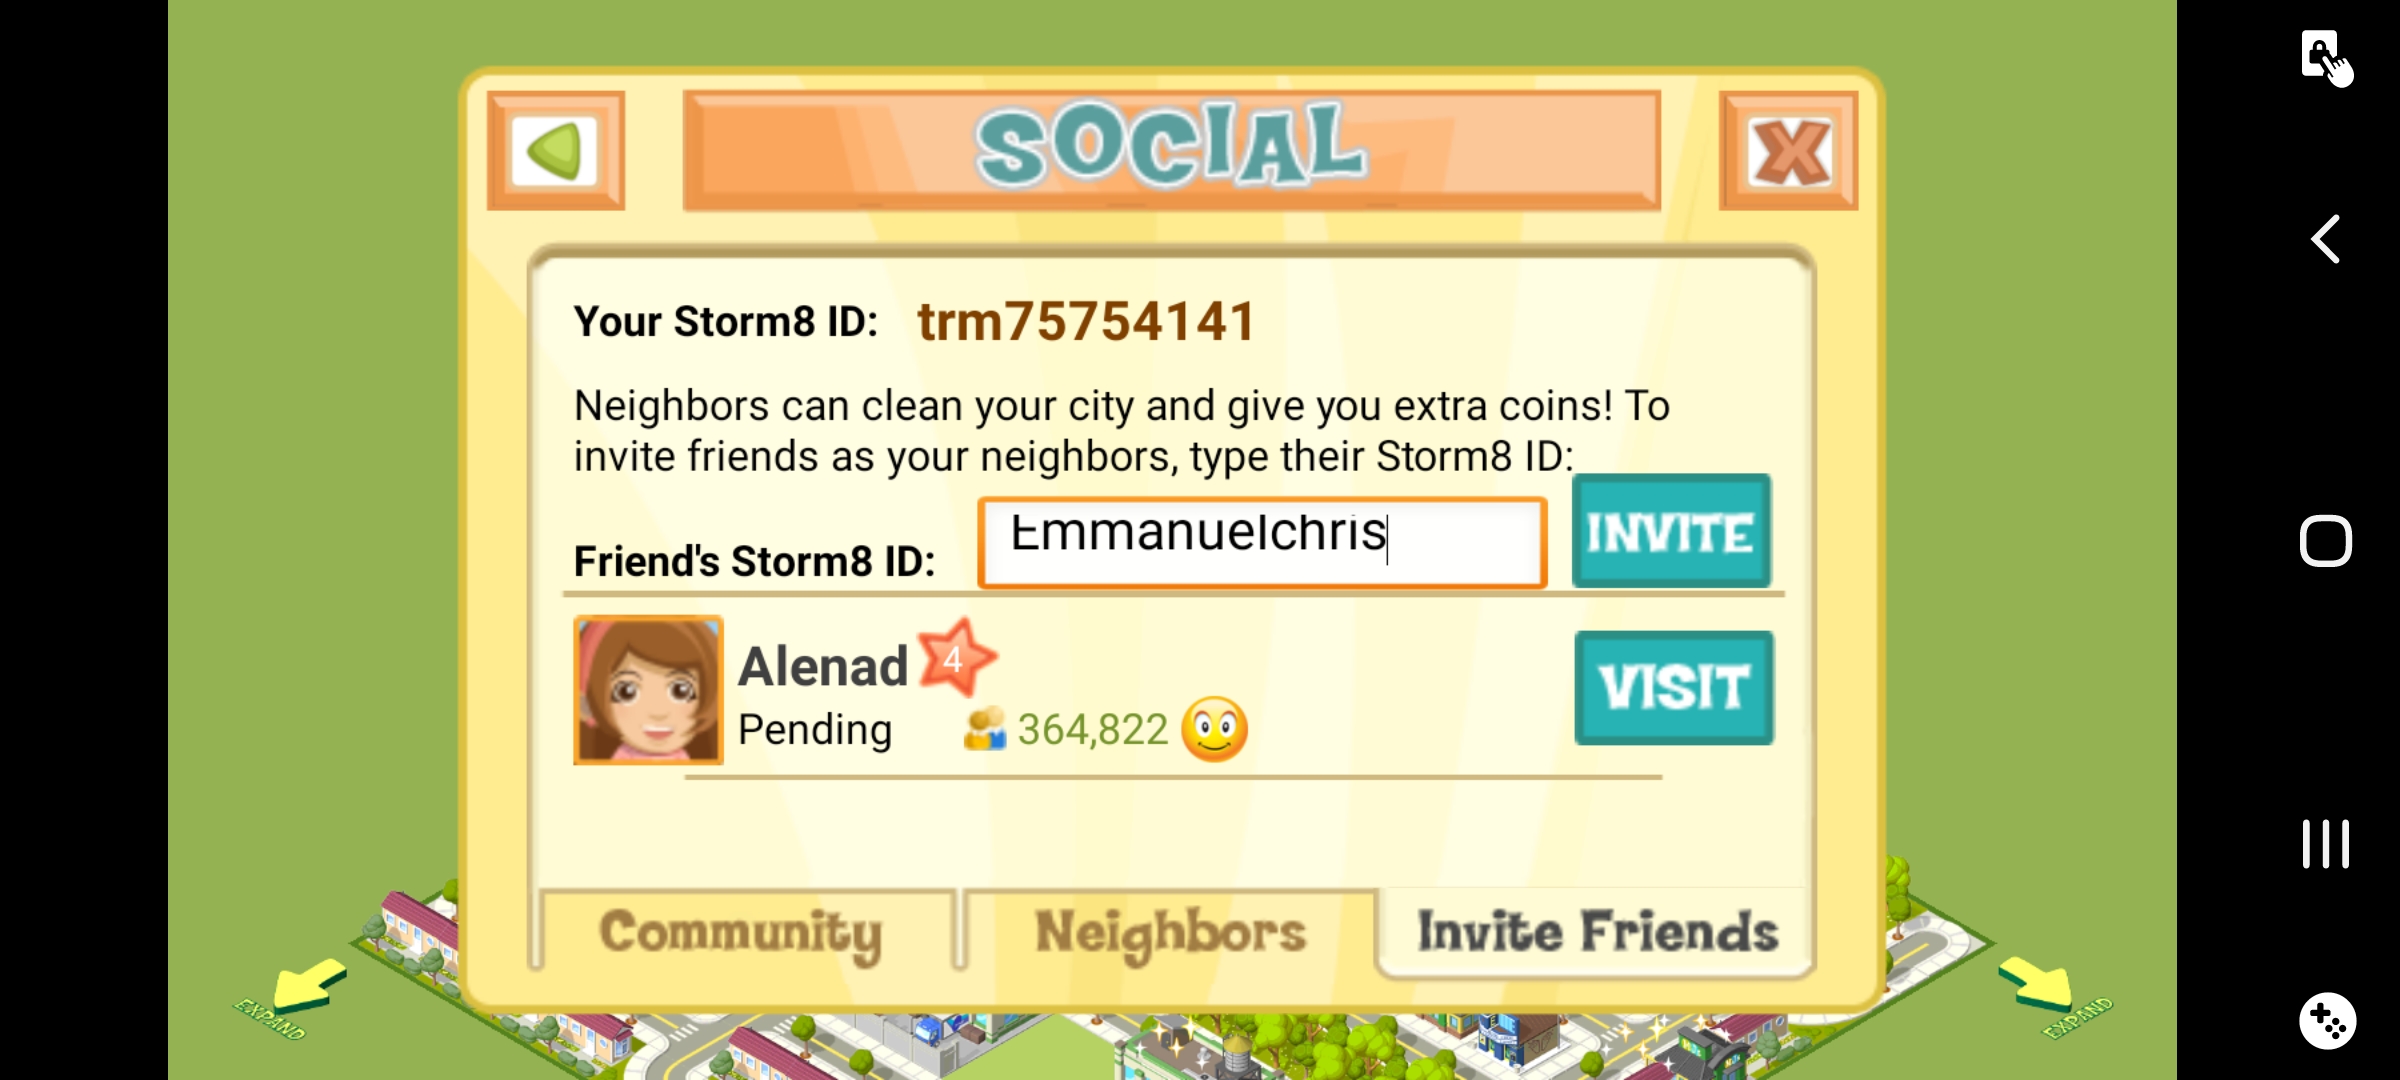 SOCIAL
Your Storm8 ID: trm75754141
Neighbors can clean your city and give you extra coins! To
invite friends as your neighbors, type their Storm8 ID:
Friend's Storm8 ID: Emmanuelchris INVITE
Alenad 4
Pending 364,822 VISIT
Community Neighbors Invite Friends
EXPAND EXPAND